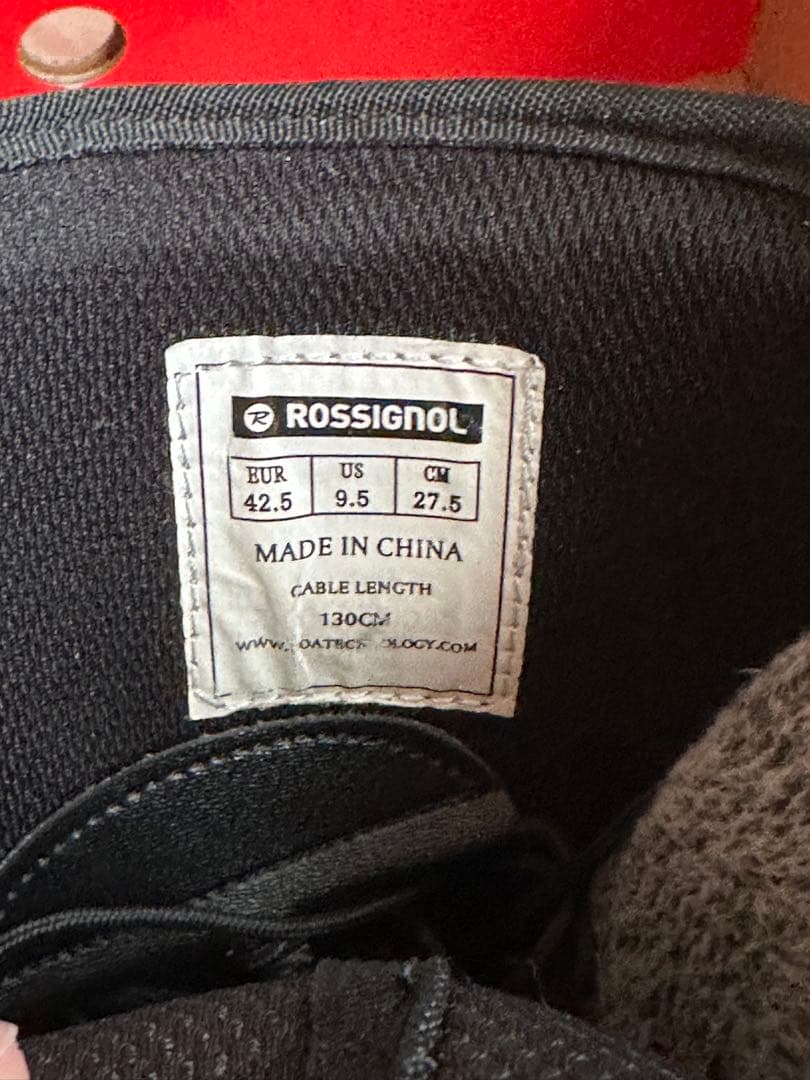 R ROSSIGNOL
EUR US CM
42.5 9.5 27.5
MADE IN CHINA
CABLE LENGTH
130CM